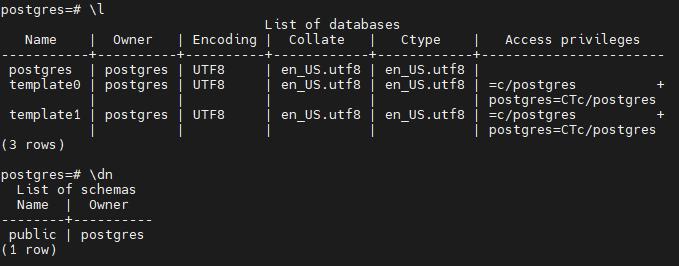 postgres=# \l
                                 List of databases
   Name    |  Owner   | Encoding |  Collate   |   Ctype    |   Access privileges
-----------+----------+----------+------------+------------+-----------------------
 postgres  | postgres | UTF8     | en_US.utf8 | en_US.utf8 |
 template0 | postgres | UTF8     | en_US.utf8 | en_US.utf8 | =c/postgres          +
           |          |          |            |            | postgres=CTc/postgres
 template1 | postgres | UTF8     | en_US.utf8 | en_US.utf8 | =c/postgres          +
           |          |          |            |            | postgres=CTc/postgres
(3 rows)

postgres=# \dn
  List of schemas
  Name  |  Owner
--------+----------
 public | postgres
(1 row)